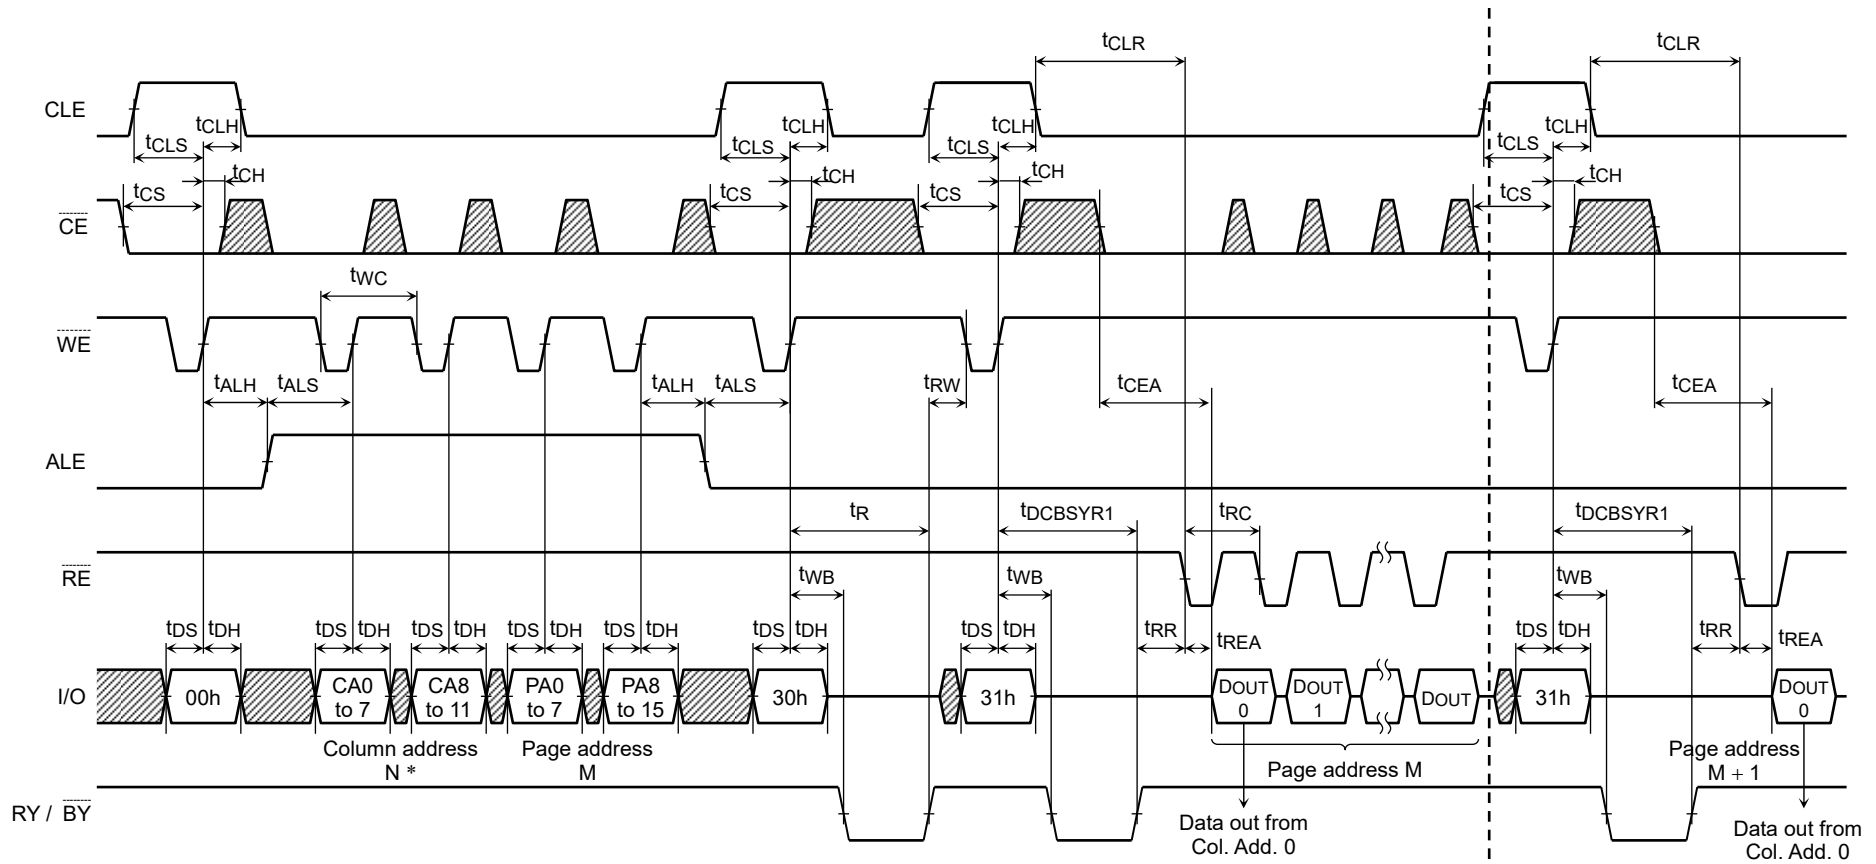 tCLR tCLR
CLE
tCLH tCLH tCLH tCLH
tCLS tCLS tCLS tCLS
tCH tCH tCH tCH
tCS tCS tCS tCS
CE
tWC
WE
tALH tALS tALH tALS tRW tCEA tCEA
ALE
tR tDCBSYR1 tRC tDCBSYR1
RE
tWB tWB tWB
tDS tDH tDS tDH tDS tDH tDS tDH tDS tDH tDS tDH tDS tDH tRR tREA tDS tDH tRR tREA
I/O
00h
CA0
to 7
CA8
to 11
PA0
to 7
PA8
to 15
30h
31h
DOUT
0
DOUT
1
DOUT
31h
DOUT
0
Column address
N *
Page address
M
Page address M
Page address
M + 1
RY / BY
Data out from
Col. Add. 0
Data out from
Col. Add. 0